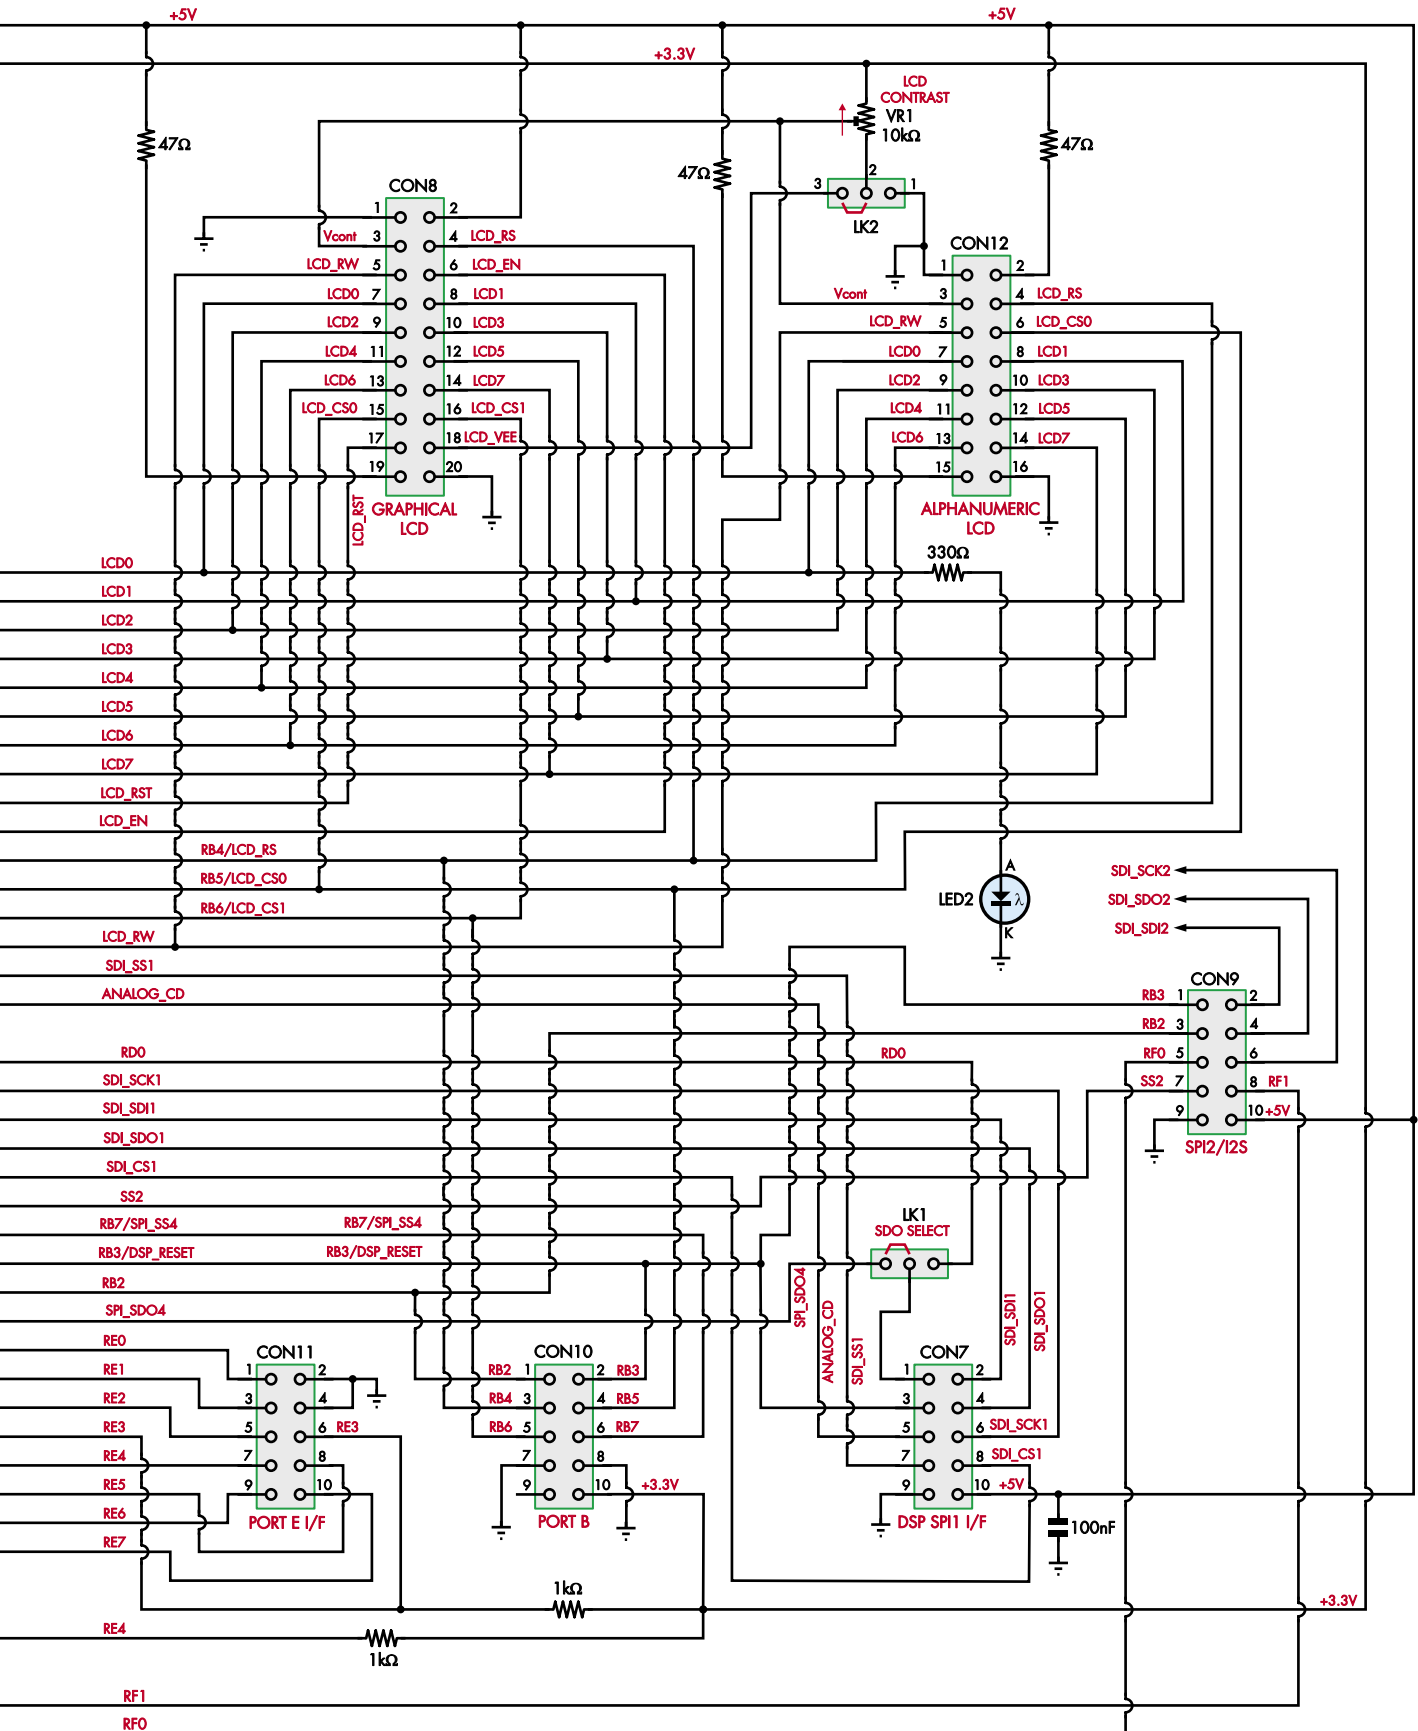 +5V +5V
+3.3V
LCD
CONTRAST
VR1
10kΩ
47Ω 47Ω 47Ω
CON8
3 2 1
LK2
1 2
Vcont 3 4 LCD_RS
LCD_RW 5 6 LCD_EN
LCD0 7 8 LCD1
LCD2 9 10 LCD3
LCD4 11 12 LCD5
LCD6 13 14 LCD7
LCD_CS0 15 16 LCD_CS1
17 18 LCD_VEE
19 20
LCD_RST
GRAPHICAL
LCD
CON12
1 2
Vcont 3 4 LCD_RS
LCD_RW 5 6 LCD_CS0
LCD0 7 8 LCD1
LCD2 9 10 LCD3
LCD4 11 12 LCD5
LCD6 13 14 LCD7
15 16
ALPHANUMERIC
LCD
330Ω
LCD0
LCD1
LCD2
LCD3
LCD4
LCD5
LCD6
LCD7
LCD_RST
LCD_EN
RB4/LCD_RS
RB5/LCD_CS0
RB6/LCD_CS1
LCD_RW
SDI_SS1
ANALOG_CD
A
LED2 λ
K
SDI_SCK2
SDI_SDO2
SDI_SDI2
CON9
RB3 1 2
RB2 3 4
RF0 5 6
SS2 7 8 RF1
9 10 +5V
SPI2/I2S
RD0 RD0
SDI_SCK1
SDI_SDI1
SDI_SDO1
SDI_CS1
SS2
RB7/SPI_SS4 RB7/SPI_SS4
RB3/DSP_RESET RB3/DSP_RESET
RB2
SPI_SDO4
LK1
SDO SELECT
SPI_SDO4
ANALOG_CD
SDI_SS1
SDI_SDI1
SDI_SDO1
RE0
RE1
RE2
RE3
RE4
RE5
RE6
RE7
CON11
1 2
3 4
5 6 RE3
7 8
9 10
PORT E I/F
CON10
RB2 1 2 RB3
RB4 3 4 RB5
RB6 5 6 RB7
7 8
9 10 +3.3V
PORT B
CON7
1 2
3 4
5 6 SDI_SCK1
7 8 SDI_CS1
9 10 +5V
DSP SPI1 I/F
100nF
1kΩ
+3.3V
RE4
1kΩ
RF1
RF0